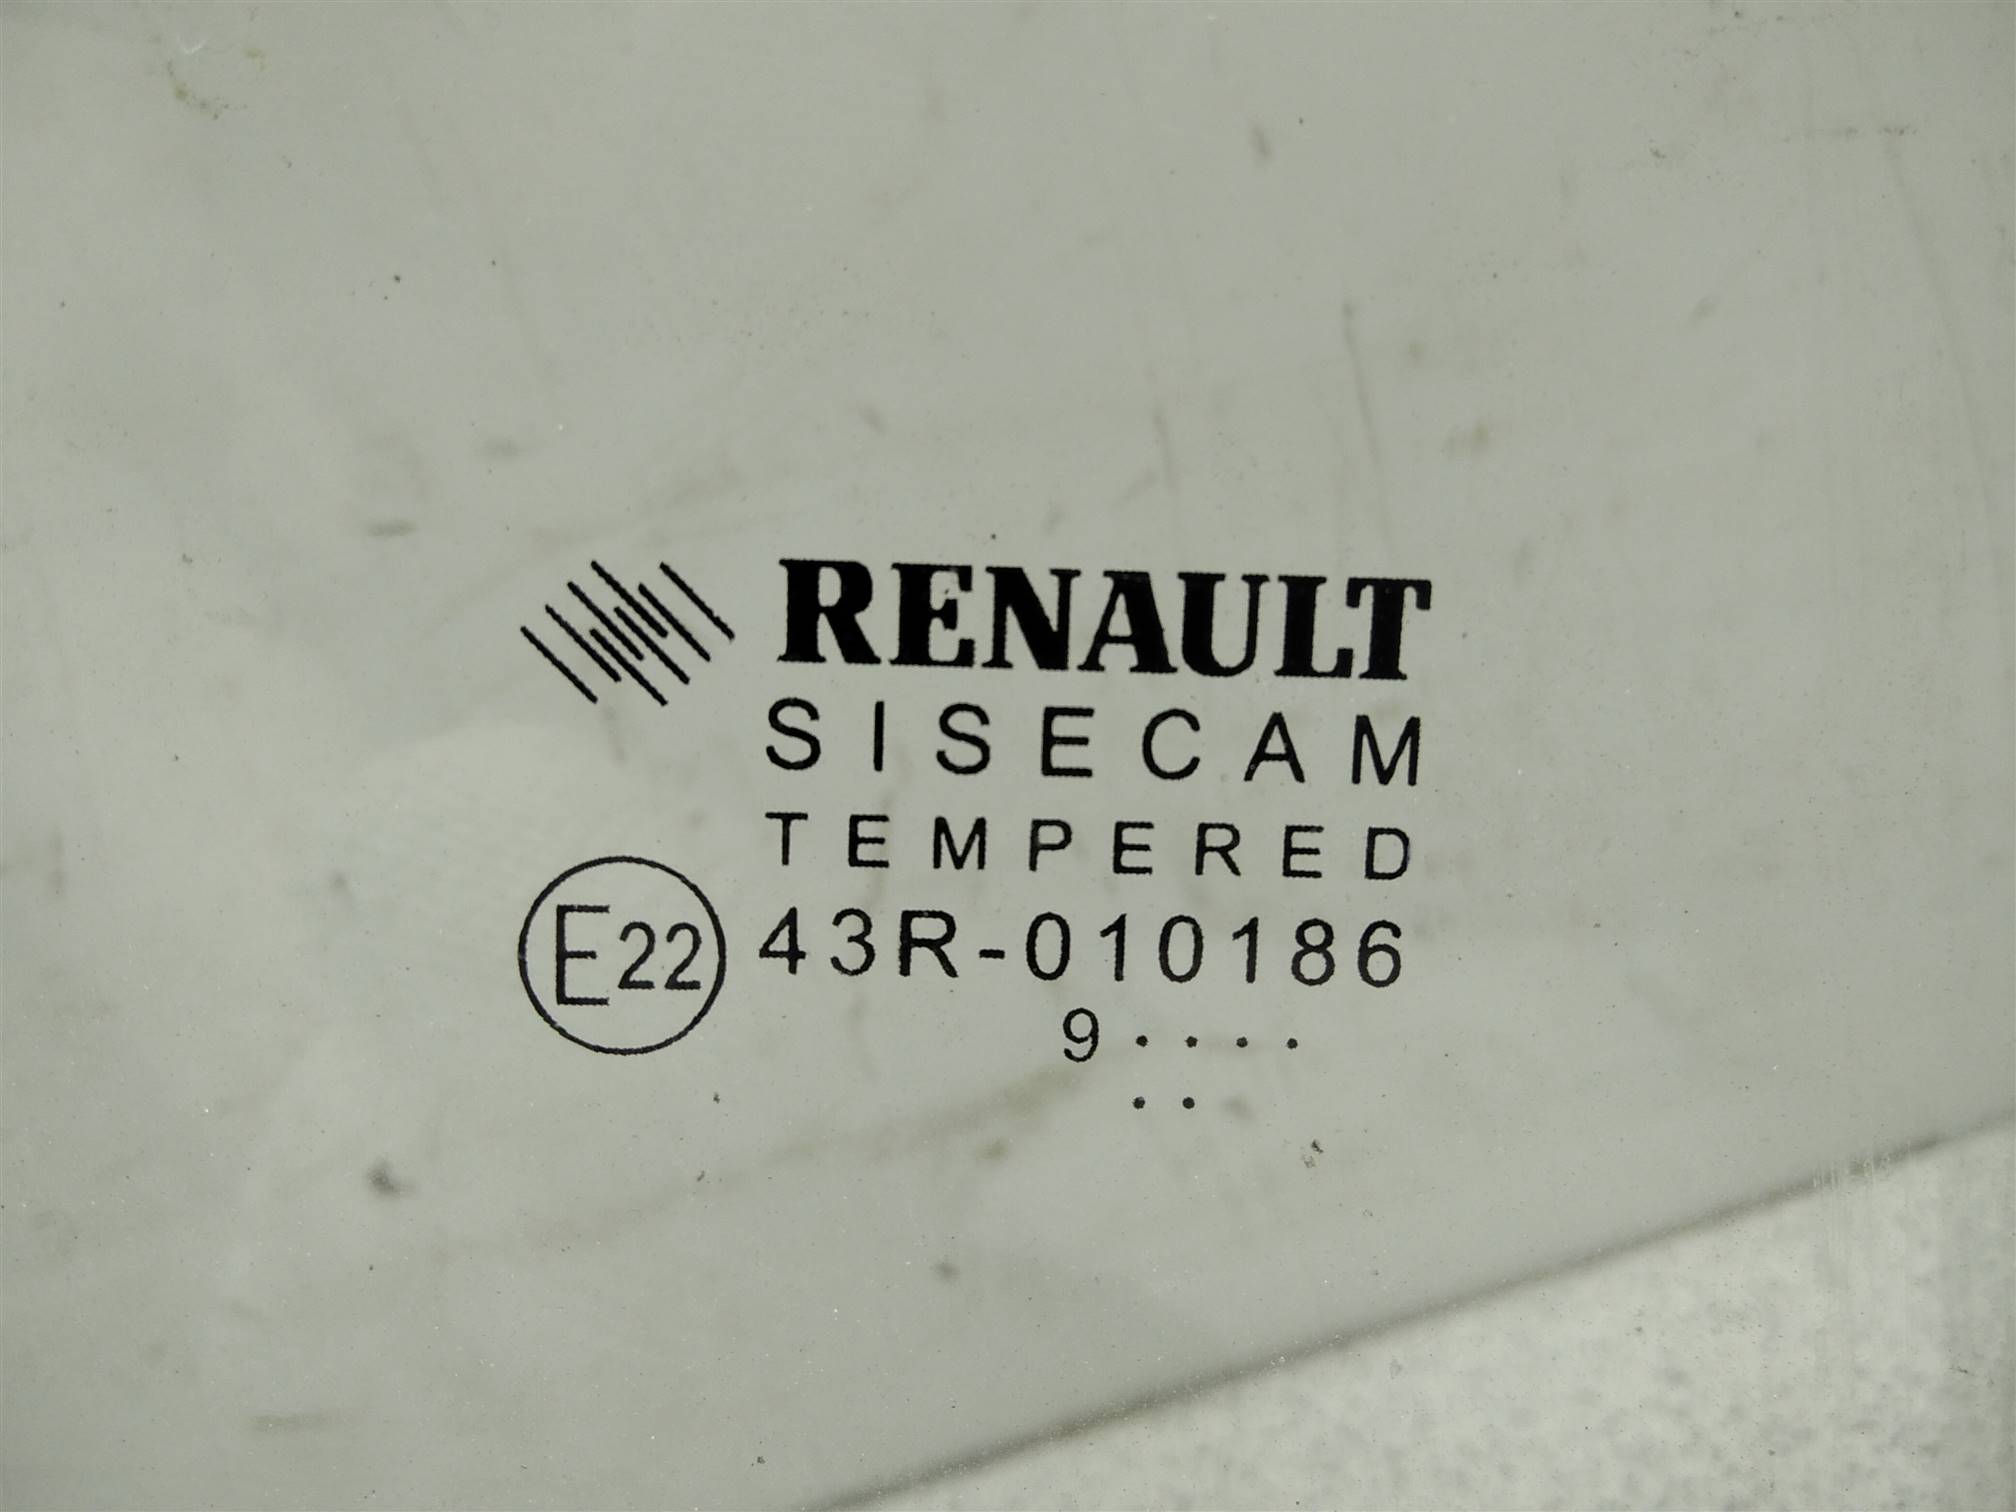 RENAULT
SISECAM
TEMPERED
E22 43R-010186
9 . . . .
. .